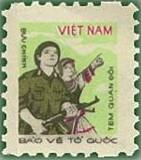 VIỆT NAM
BƯU CHÍNH
TEM QUÂN ĐỘI
BẢO VỆ TỔ QUỐC